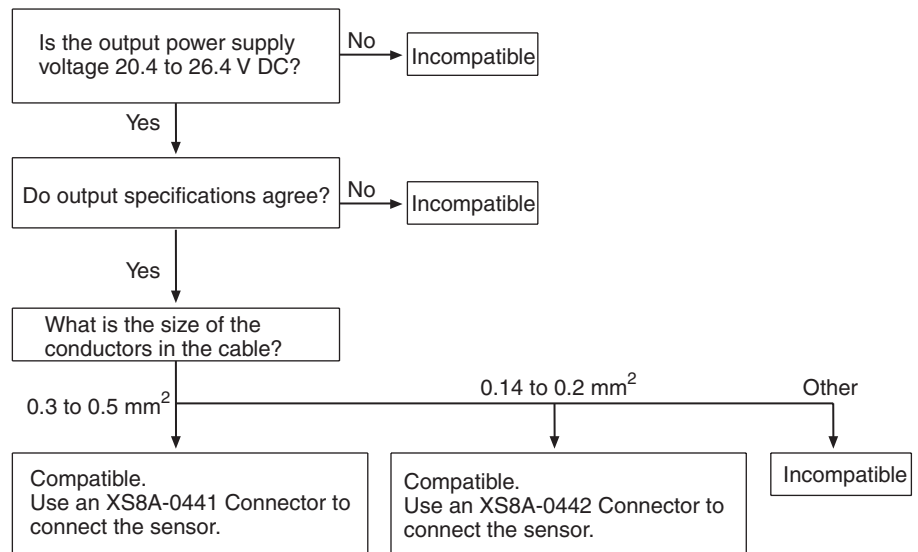 Is the output power supply
voltage 20.4 to 26.4 V DC?
No
Incompatible
Yes
Do output specifications agree?
No
Incompatible
Yes
What is the size of the
conductors in the cable?
0.3 to 0.5 mm²
0.14 to 0.2 mm²
Other
Compatible.
Use an XS8A-0441 Connector to
connect the sensor.
Compatible.
Use an XS8A-0442 Connector to
connect the sensor.
Incompatible